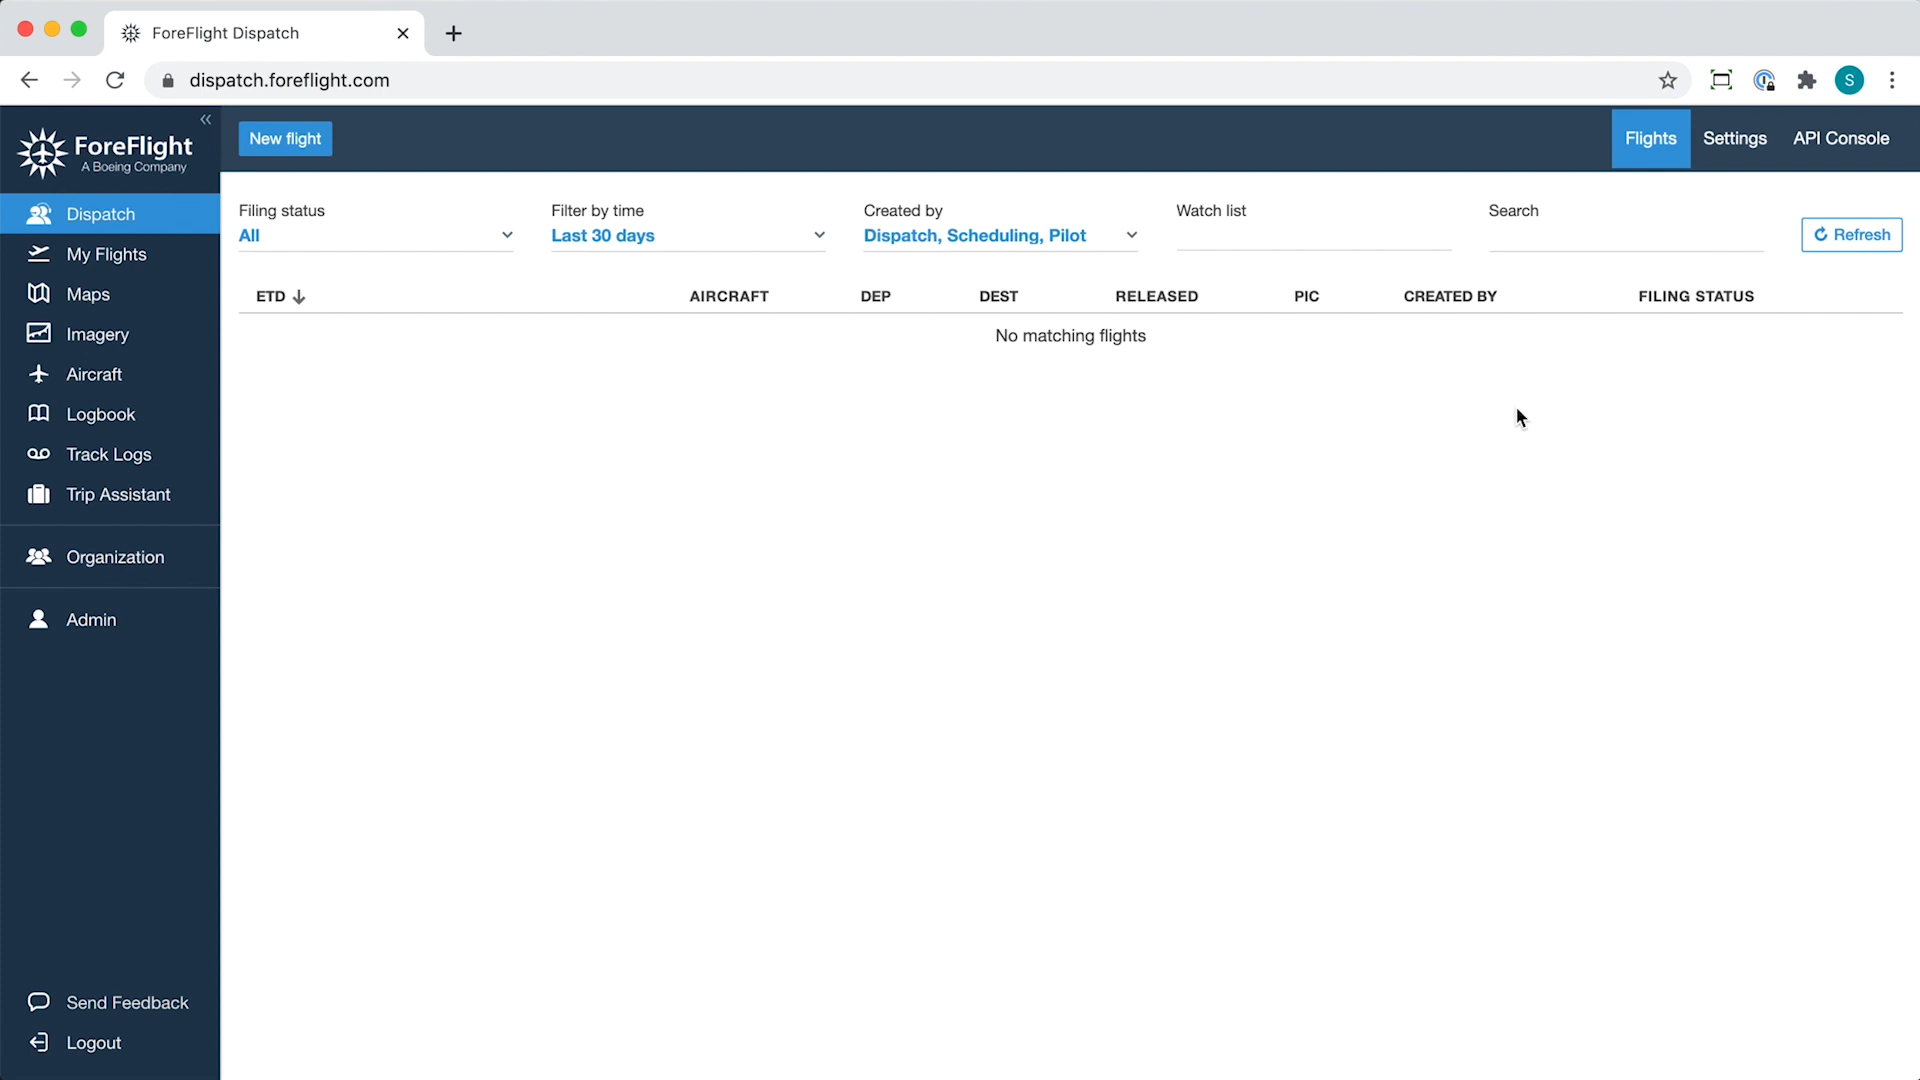 ForeFlight Dispatch
dispatch.foreflight.com
S
ForeFlight
A Boeing Company
New flight
Flights
Settings
API Console
Dispatch
My Flights
Maps
Imagery
Aircraft
Logbook
Track Logs
Trip Assistant
Organization
Admin
Send Feedback
Logout
Filing status
All
Filter by time
Last 30 days
Created by
Dispatch, Scheduling, Pilot
Watch list
Search
Refresh
ETD AIRCRAFT DEP DEST RELEASED PIC CREATED BY FILING STATUS
No matching flights